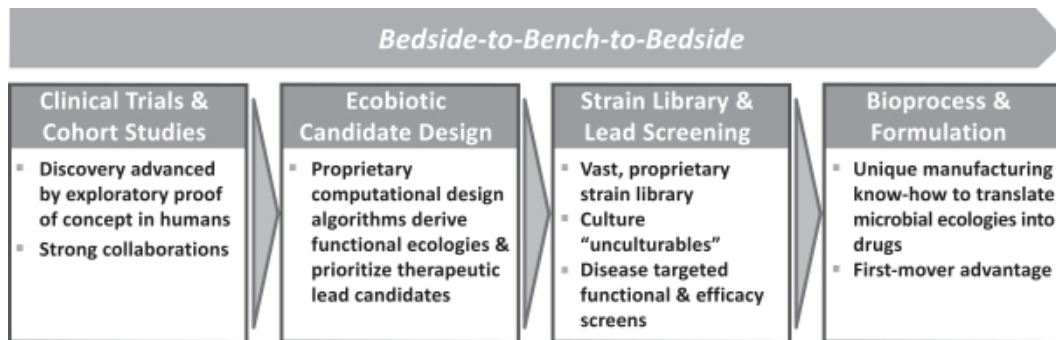 Bedside-to-Bench-to-Bedside
Clinical Trials &
Cohort Studies
▪ Discovery advanced
by exploratory proof
of concept in humans
▪ Strong collaborations
Ecobiotic
Candidate Design
▪ Proprietary
computational design
algorithms derive
functional ecologies &
prioritize therapeutic
lead candidates
Strain Library &
Lead Screening
▪ Vast, proprietary
strain library
▪ Culture
“unculturables”
▪ Disease targeted
functional & efficacy
screens
Bioprocess &
Formulation
▪ Unique manufacturing
know-how to translate
microbial ecologies into
drugs
▪ First-mover advantage